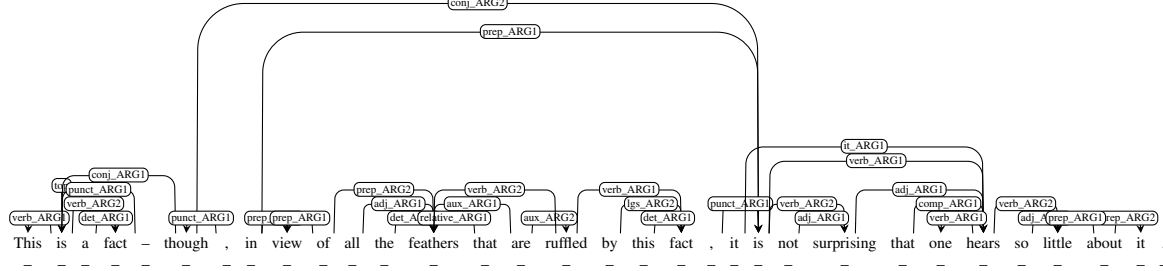 conj_ARG2
prep_ARG1
it_ARG1
conj_ARG1 verb_ARG1
punct_ARG1 prep_ARG2 verb_ARG2 verb_ARG1 adj_ARG1
verb_ARG2 adj_ARG1 aux_ARG1 lgs_ARG2 punct_ARG1 verb_ARG2 comp_ARG1 verb_ARG2
verb_ARG1 det_ARG1 punct_ARG1 prep_ARG1 relative_ARG1 aux_ARG2 det_ARG1 adj_ARG1 verb_ARG1 prep_ARG1
This is a fact – though , in view of all the feathers that are ruffled by this fact , it is not surprising that one hears so little about it .
_ _ _ _ _ _ _ _ _ _ _ _ _ _ _ _ _ _ _ _ _ _ _ _ _ _ _ _ _ _ _ _